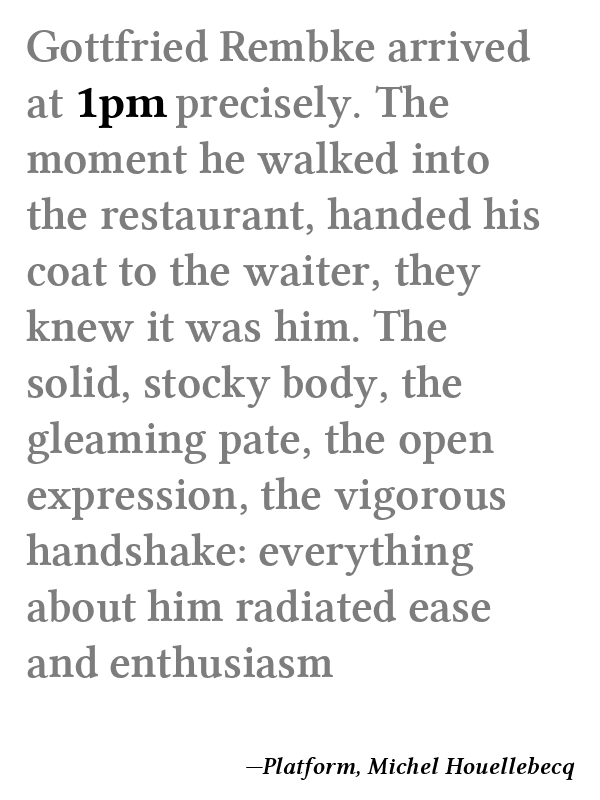 Gottfried Rembke arrived
at 1pm precisely. The
moment he walked into
the restaurant, handed his
coat to the waiter, they
knew it was him. The
solid, stocky body, the
gleaming pate, the open
expression, the vigorous
handshake: everything
about him radiated ease
and enthusiasm
—Platform, Michel Houellebecq